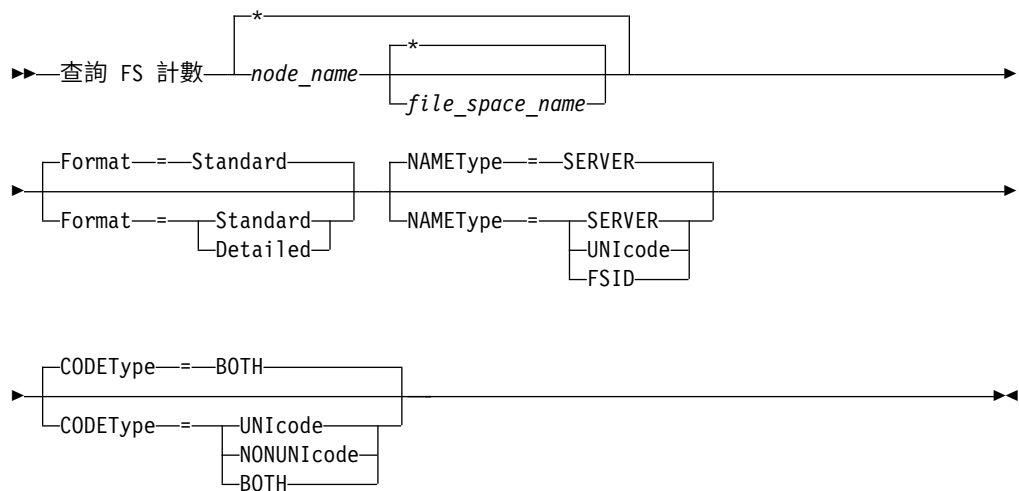 *
*
查詢 FS 計數 node_name
file_space_name
Format = Standard NAMEType = SERVER
Format = Standard NAMEType = SERVER
Detailed UNIcode
FSID
CODEType = BOTH
CODEType = UNIcode
NONUNIcode
BOTH